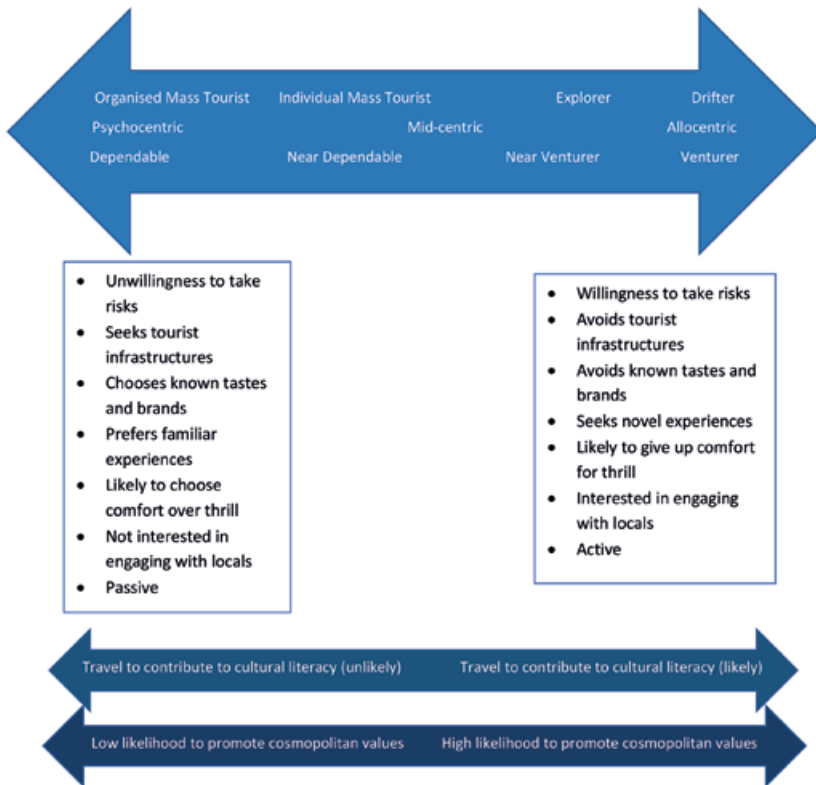 Organised Mass Tourist Individual Mass Tourist Explorer Drifter
Psychocentric Mid-centric Allocentric
Dependable Near Dependable Near Venturer Venturer
• Unwillingness to take
risks
• Seeks tourist
infrastructures
• Chooses known tastes
and brands
• Prefers familiar
experiences
• Likely to choose
comfort over thrill
• Not interested in
engaging with locals
• Passive
• Willingness to take risks
• Avoids tourist
infrastructures
• Avoids known tastes and
brands
• Seeks novel experiences
• Likely to give up comfort
for thrill
• Interested in engaging
with locals
• Active
Travel to contribute to cultural literacy (unlikely) Travel to contribute to cultural literacy (likely)
Low likelihood to promote cosmopolitan values High likelihood to promote cosmopolitan values